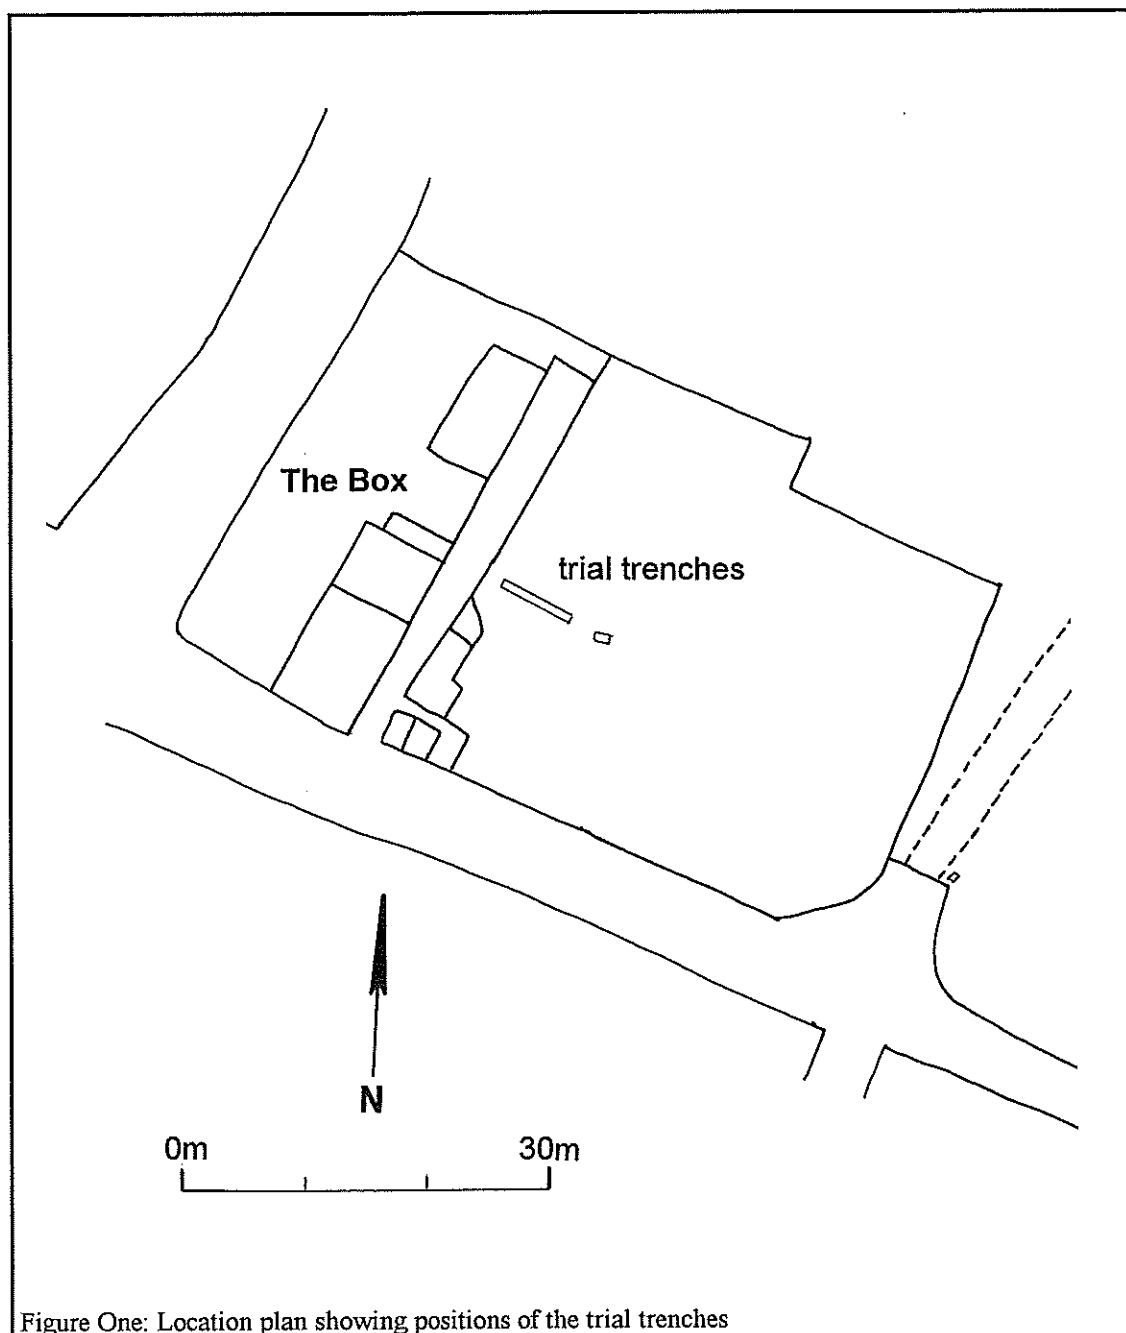 The Box
trial trenches
N
0m 30m
Figure One: Location plan showing positions of the trial trenches